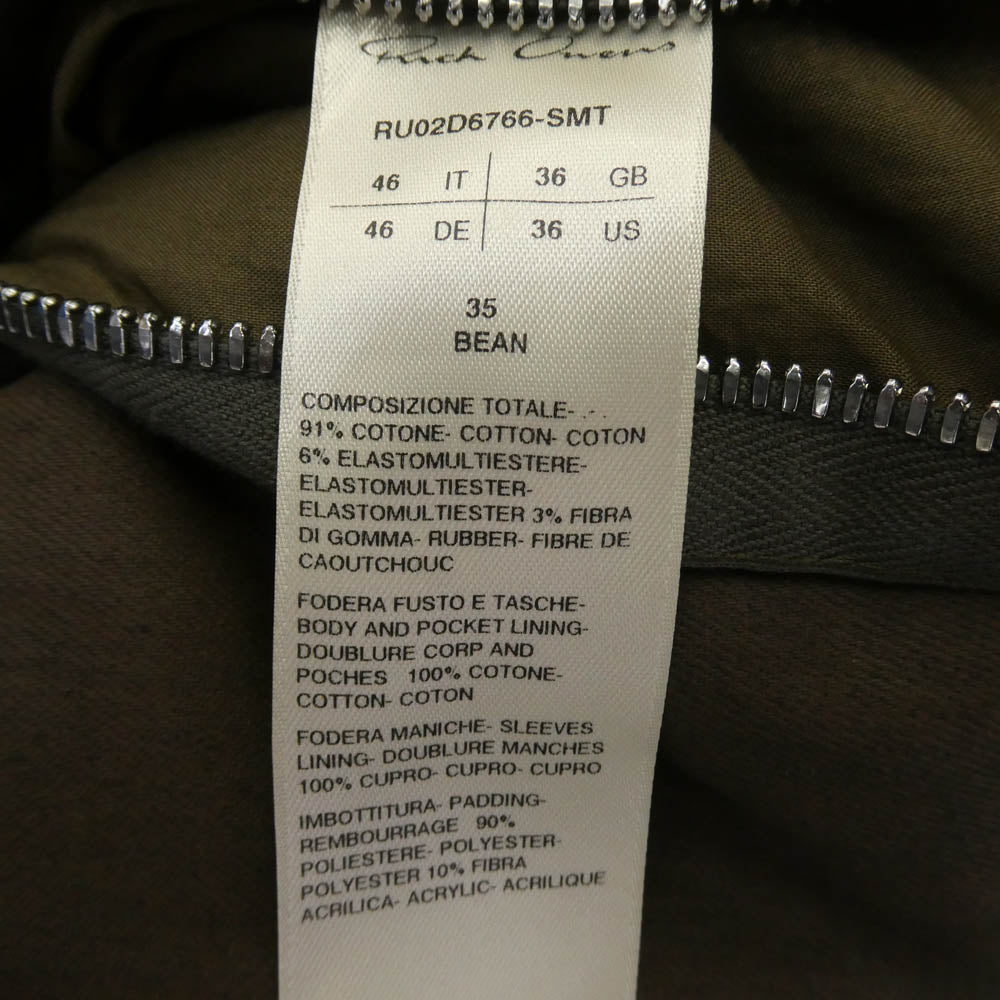 Rick Owens
RU02D6766-SMT
46 IT 36 GB
46 DE 36 US
35
BEAN
COMPOSIZIONE TOTALE- - -
91% COTONE- COTTON- COTON
6% ELASTOMULTIESTERE-
ELASTOMULTIESTER-
ELASTOMULTIESTER 3% FIBRA
DI GOMMA- RUBBER- FIBRE DE
CAOUTCHOUC
FODERA FUSTO E TASCHE-
BODY AND POCKET LINING-
DOUBLURE CORP AND
POCHES 100% COTONE-
COTTON- COTON
FODERA MANICHE- SLEEVES
LINING- DOUBLURE MANCHES
100% CUPRO- CUPRO- CUPRO
IMBOTTITURA- PADDING-
REMBOURRAGE 90%
POLIESTERE- POLYESTER-
POLYESTER 10% FIBRA
ACRILICA- ACRYLIC- ACRILIQUE